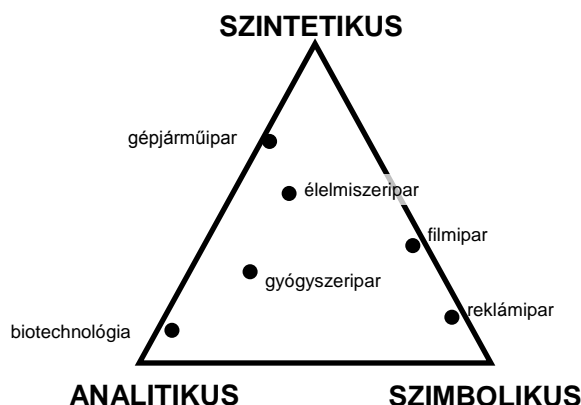 SZINTETIKUS
gépjárműipar
élelmiszeripar
filmipar
gyógyszeripar
reklámipar
biotechnológia
ANALITIKUS
SZIMBOLIKUS